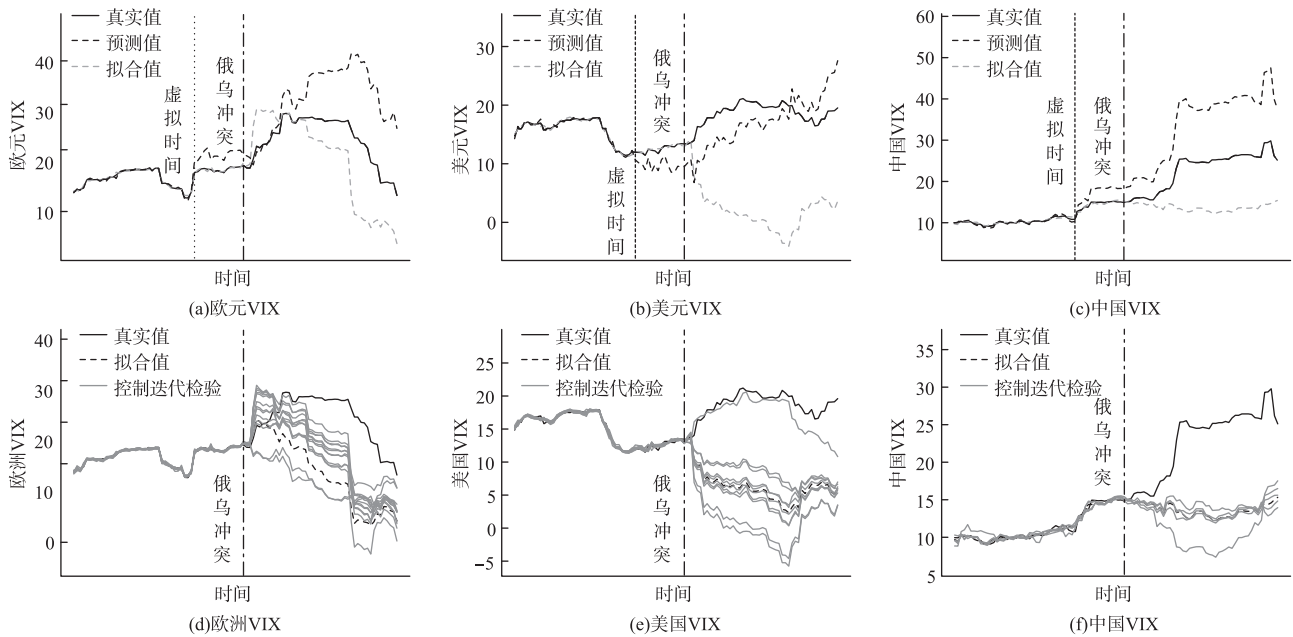 真实值
预测值
拟合值
虚拟时间
俄乌冲突
欧元VIX
40
30
20
10
时间
(a)欧元VIX
真实值
预测值
拟合值
俄乌冲突
虚拟时间
美元VIX
30
20
10
0
时间
(b)美元VIX
真实值
预测值
拟合值
虚拟时间
俄乌冲突
中国VIX
60
50
40
30
20
10
时间
(c)中国VIX
真实值
拟合值
控制迭代检验
俄乌冲突
欧洲VIX
40
30
20
10
0
时间
(d)欧洲VIX
真实值
拟合值
控制迭代检验
俄乌冲突
美国VIX
25
20
15
10
5
0
−5
时间
(e)美国VIX
真实值
拟合值
控制迭代检验
俄乌冲突
中国VIX
35
30
25
20
15
10
5
时间
(f)中国VIX